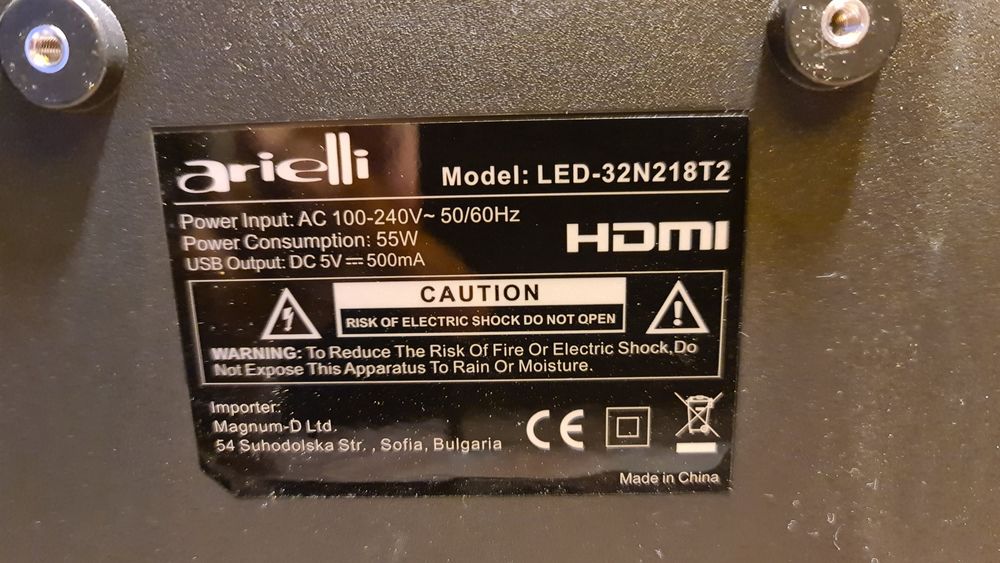 arielli
Model: LED-32N218T2
Power Input: AC 100-240V~ 50/60Hz
Power Consumption: 55W
USB Output: DC 5V⎓500mA
HDMI
CAUTION
RISK OF ELECTRIC SHOCK DO NOT OPEN
WARNING: To Reduce The Risk Of Fire Or Electric Shock,Do
Not Expose This Apparatus To Rain Or Moisture.
Importer:
Magnum-D Ltd.
54 Suhodolska Str. , Sofia, Bulgaria
CE
Made in China